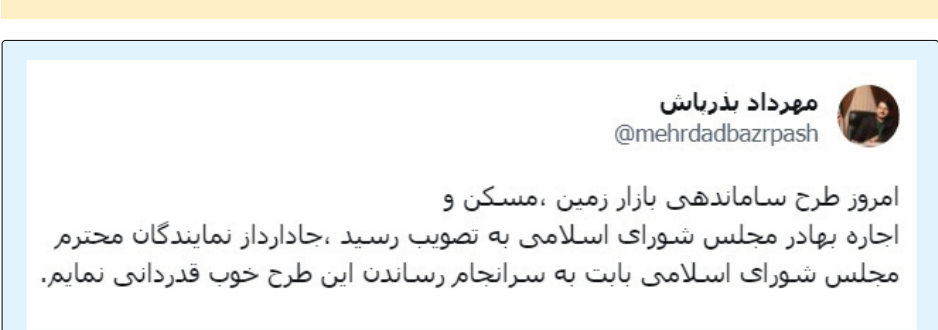 مهرداد بذرپاش
@mehrdadbazrpash
امروز طرح ساماندهی بازار زمین ،مسکن و
اجاره بهادر مجلس شورای اسلامی به تصویب رسید ،جادارداز نمایندگان محترم
مجلس شورای اسلامی بابت به سرانجام رساندن این طرح خوب قدردانی نمایم.